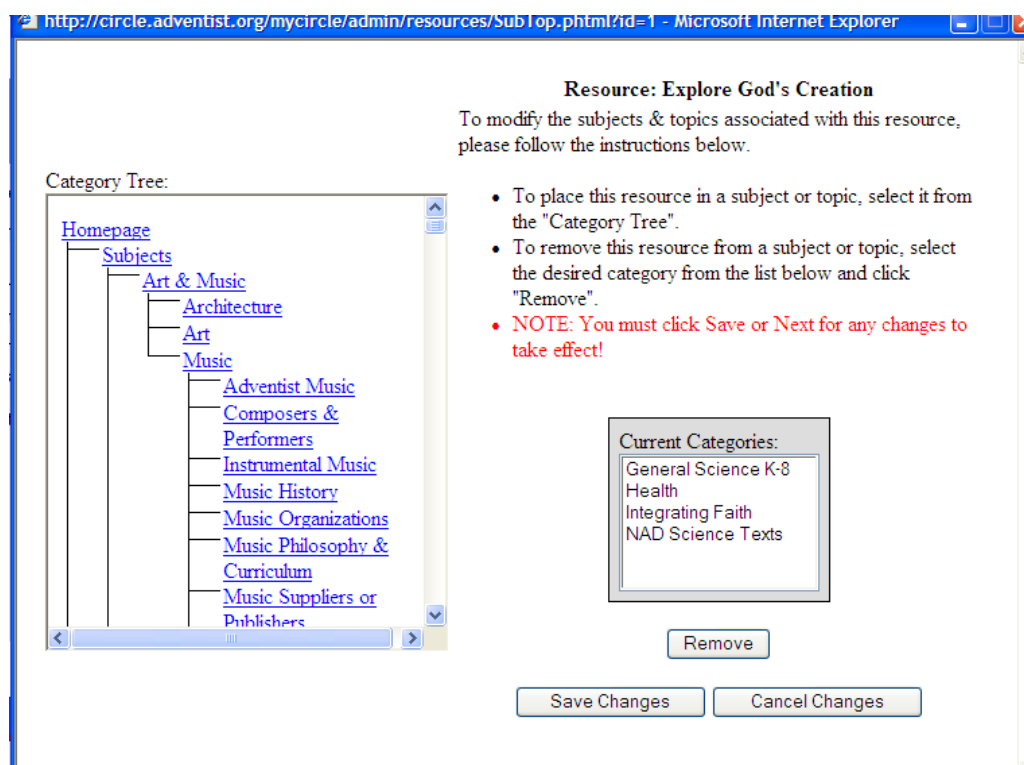 http://circle.adventist.org/mycircle/admin/resources/SubTop.phtml?id=1 - Microsoft Internet Explorer
Resource: Explore God's Creation
To modify the subjects & topics associated with this resource,
please follow the instructions below.
Category Tree:
Homepage
Subjects
Art & Music
Architecture
Art
Music
Adventist Music
Composers &
Performers
Instrumental Music
Music History
Music Organizations
Music Philosophy &
Curriculum
Music Suppliers or
Publishers
• To place this resource in a subject or topic, select it from
the "Category Tree".
• To remove this resource from a subject or topic, select
the desired category from the list below and click
"Remove".
• NOTE: You must click Save or Next for any changes to
take effect!
Current Categories:
General Science K-8
Health
Integrating Faith
NAD Science Texts
Remove
Save Changes
Cancel Changes